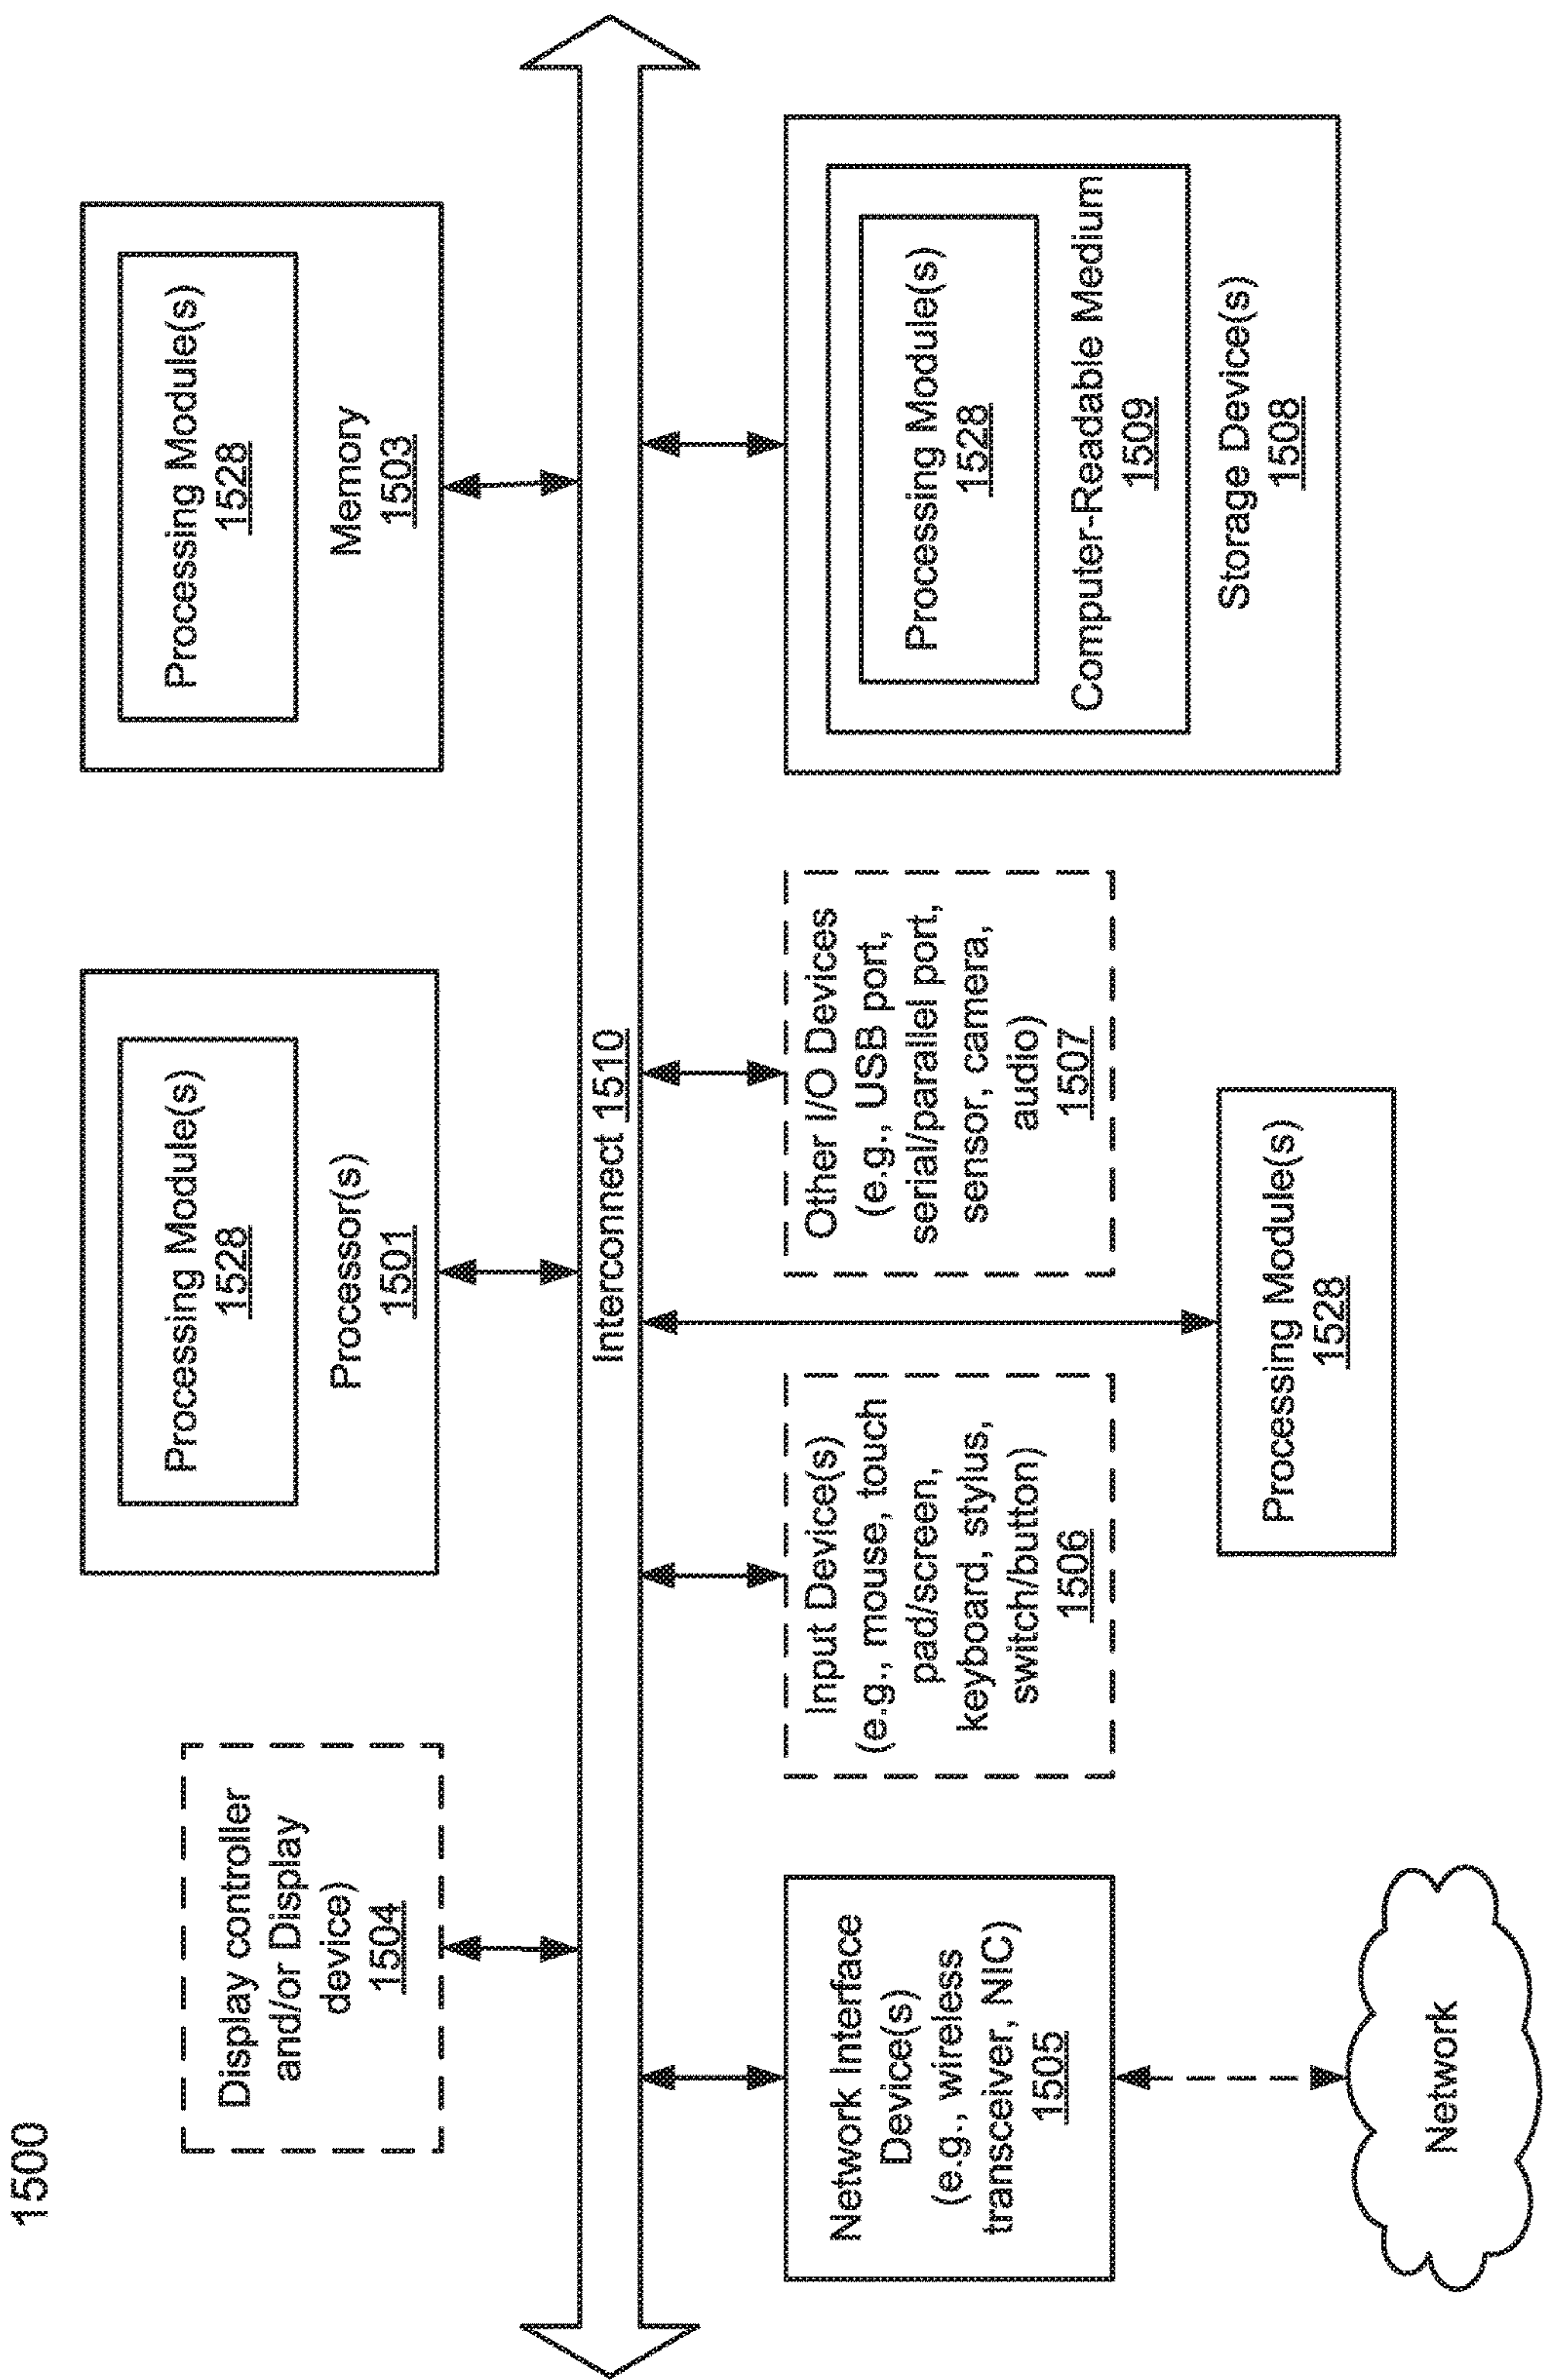 1500
Display controller
and/or Display
device)
1504
Processing Module(s)
1528
Processor(s)
1501
Processing Module(s)
1528
Memory
1503
Interconnect 1510
Network Interface
Device(s)
(e.g., wireless
transceiver, NIC)
1505
Input Device(s)
(e.g., mouse, touch
pad/screen,
keyboard, stylus,
switch/button)
1506
Other I/O Devices
(e.g., USB port,
serial/parallel port,
sensor, camera,
audio)
1507
Processing Module(s)
1528
Computer-Readable Medium
1509
Storage Device(s)
1508
Processing Module(s)
1528
Network